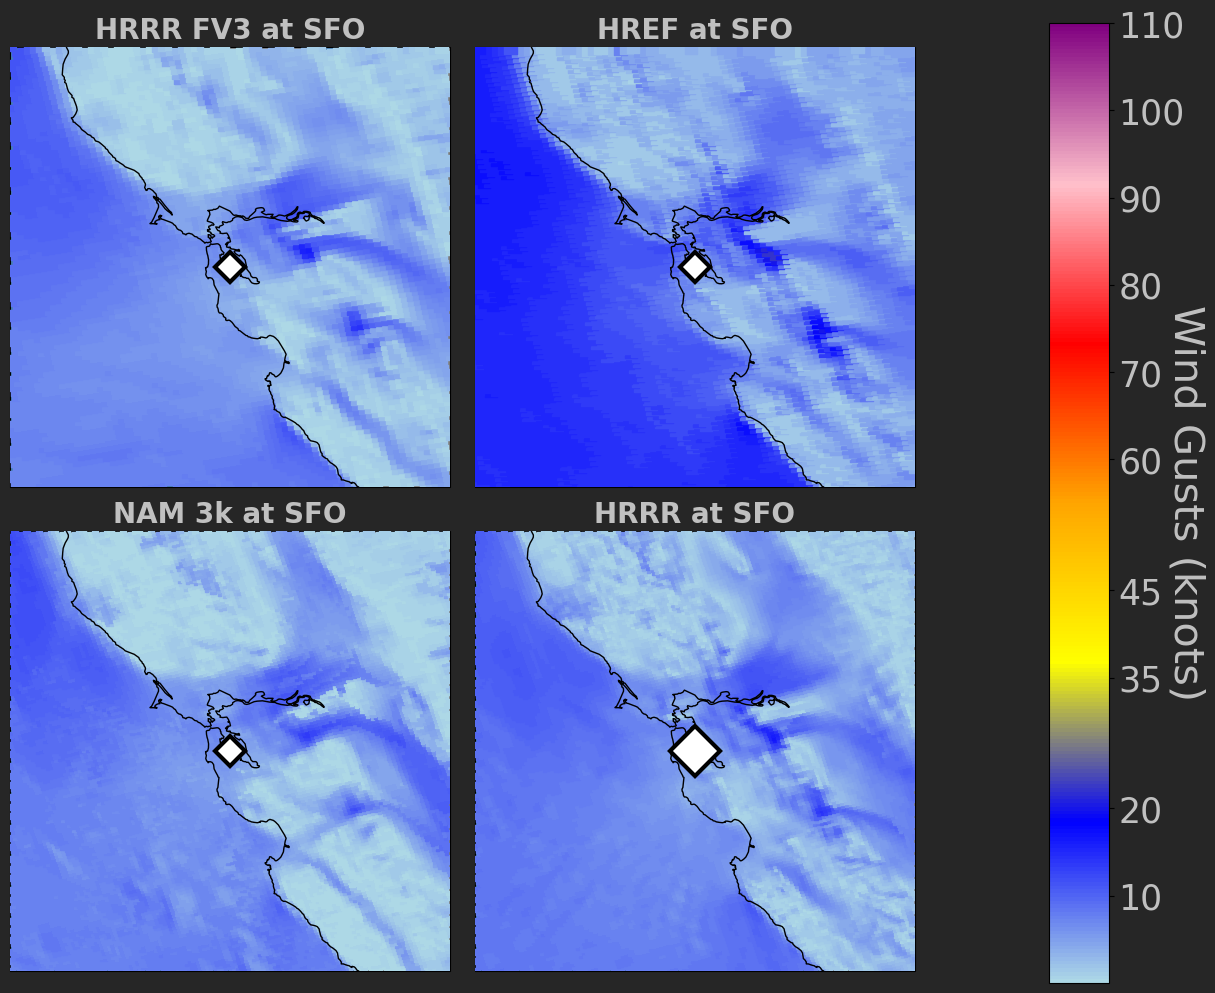 HRRR FV3 at SFO
HREF at SFO
NAM 3k at SFO
HRRR at SFO
110
100
90
80
70
60
45
35
20
10
Wind Gusts (knots)